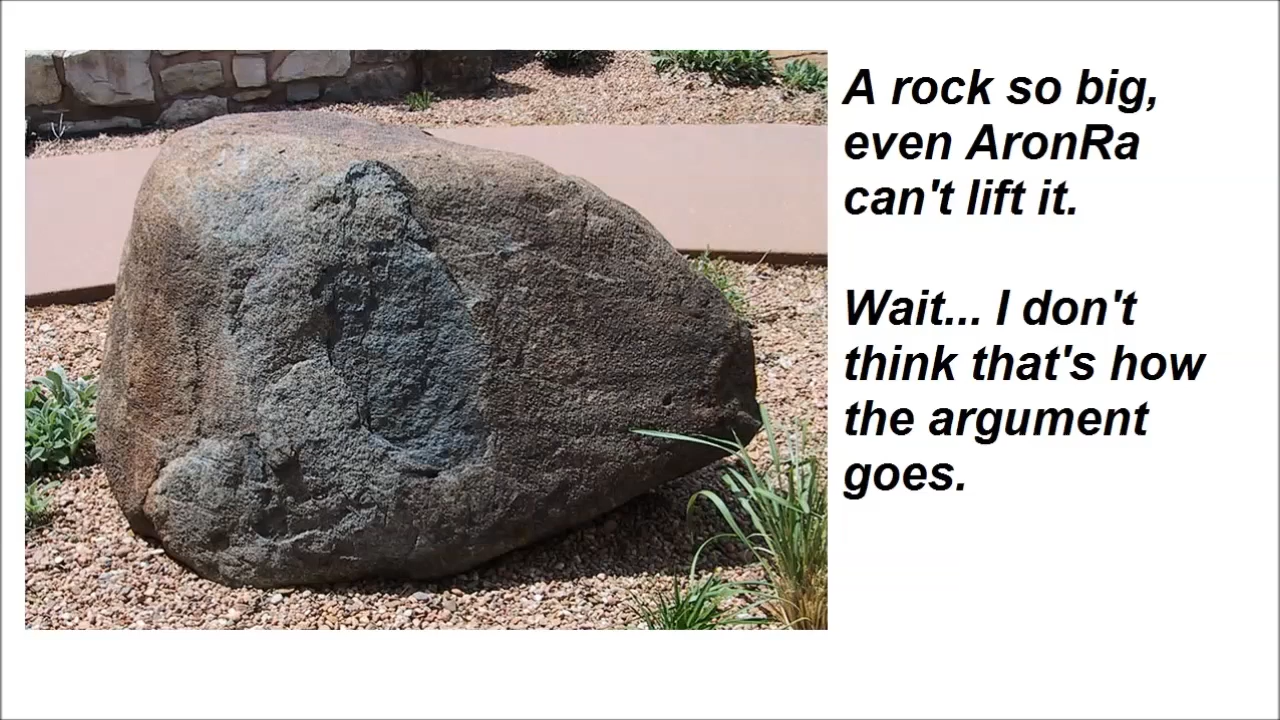 A rock so big,
even AronRa
can't lift it.
Wait... I don't
think that's how
the argument
goes.